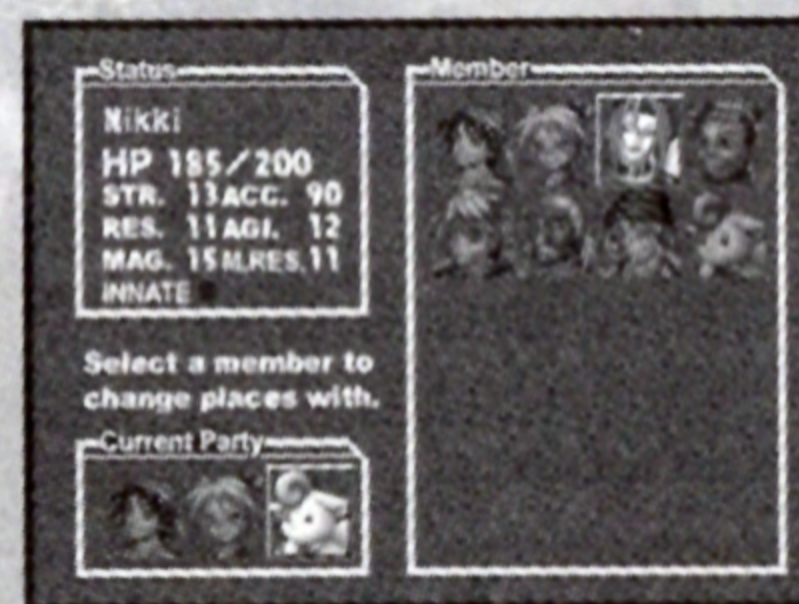 Status
Nikki
HP 185/200
STR. 13 ACC. 90
RES. 11 AGI. 12
MAG. 15 M.RES. 11
INNATE
Select a member to
change places with.
Current Party
Member